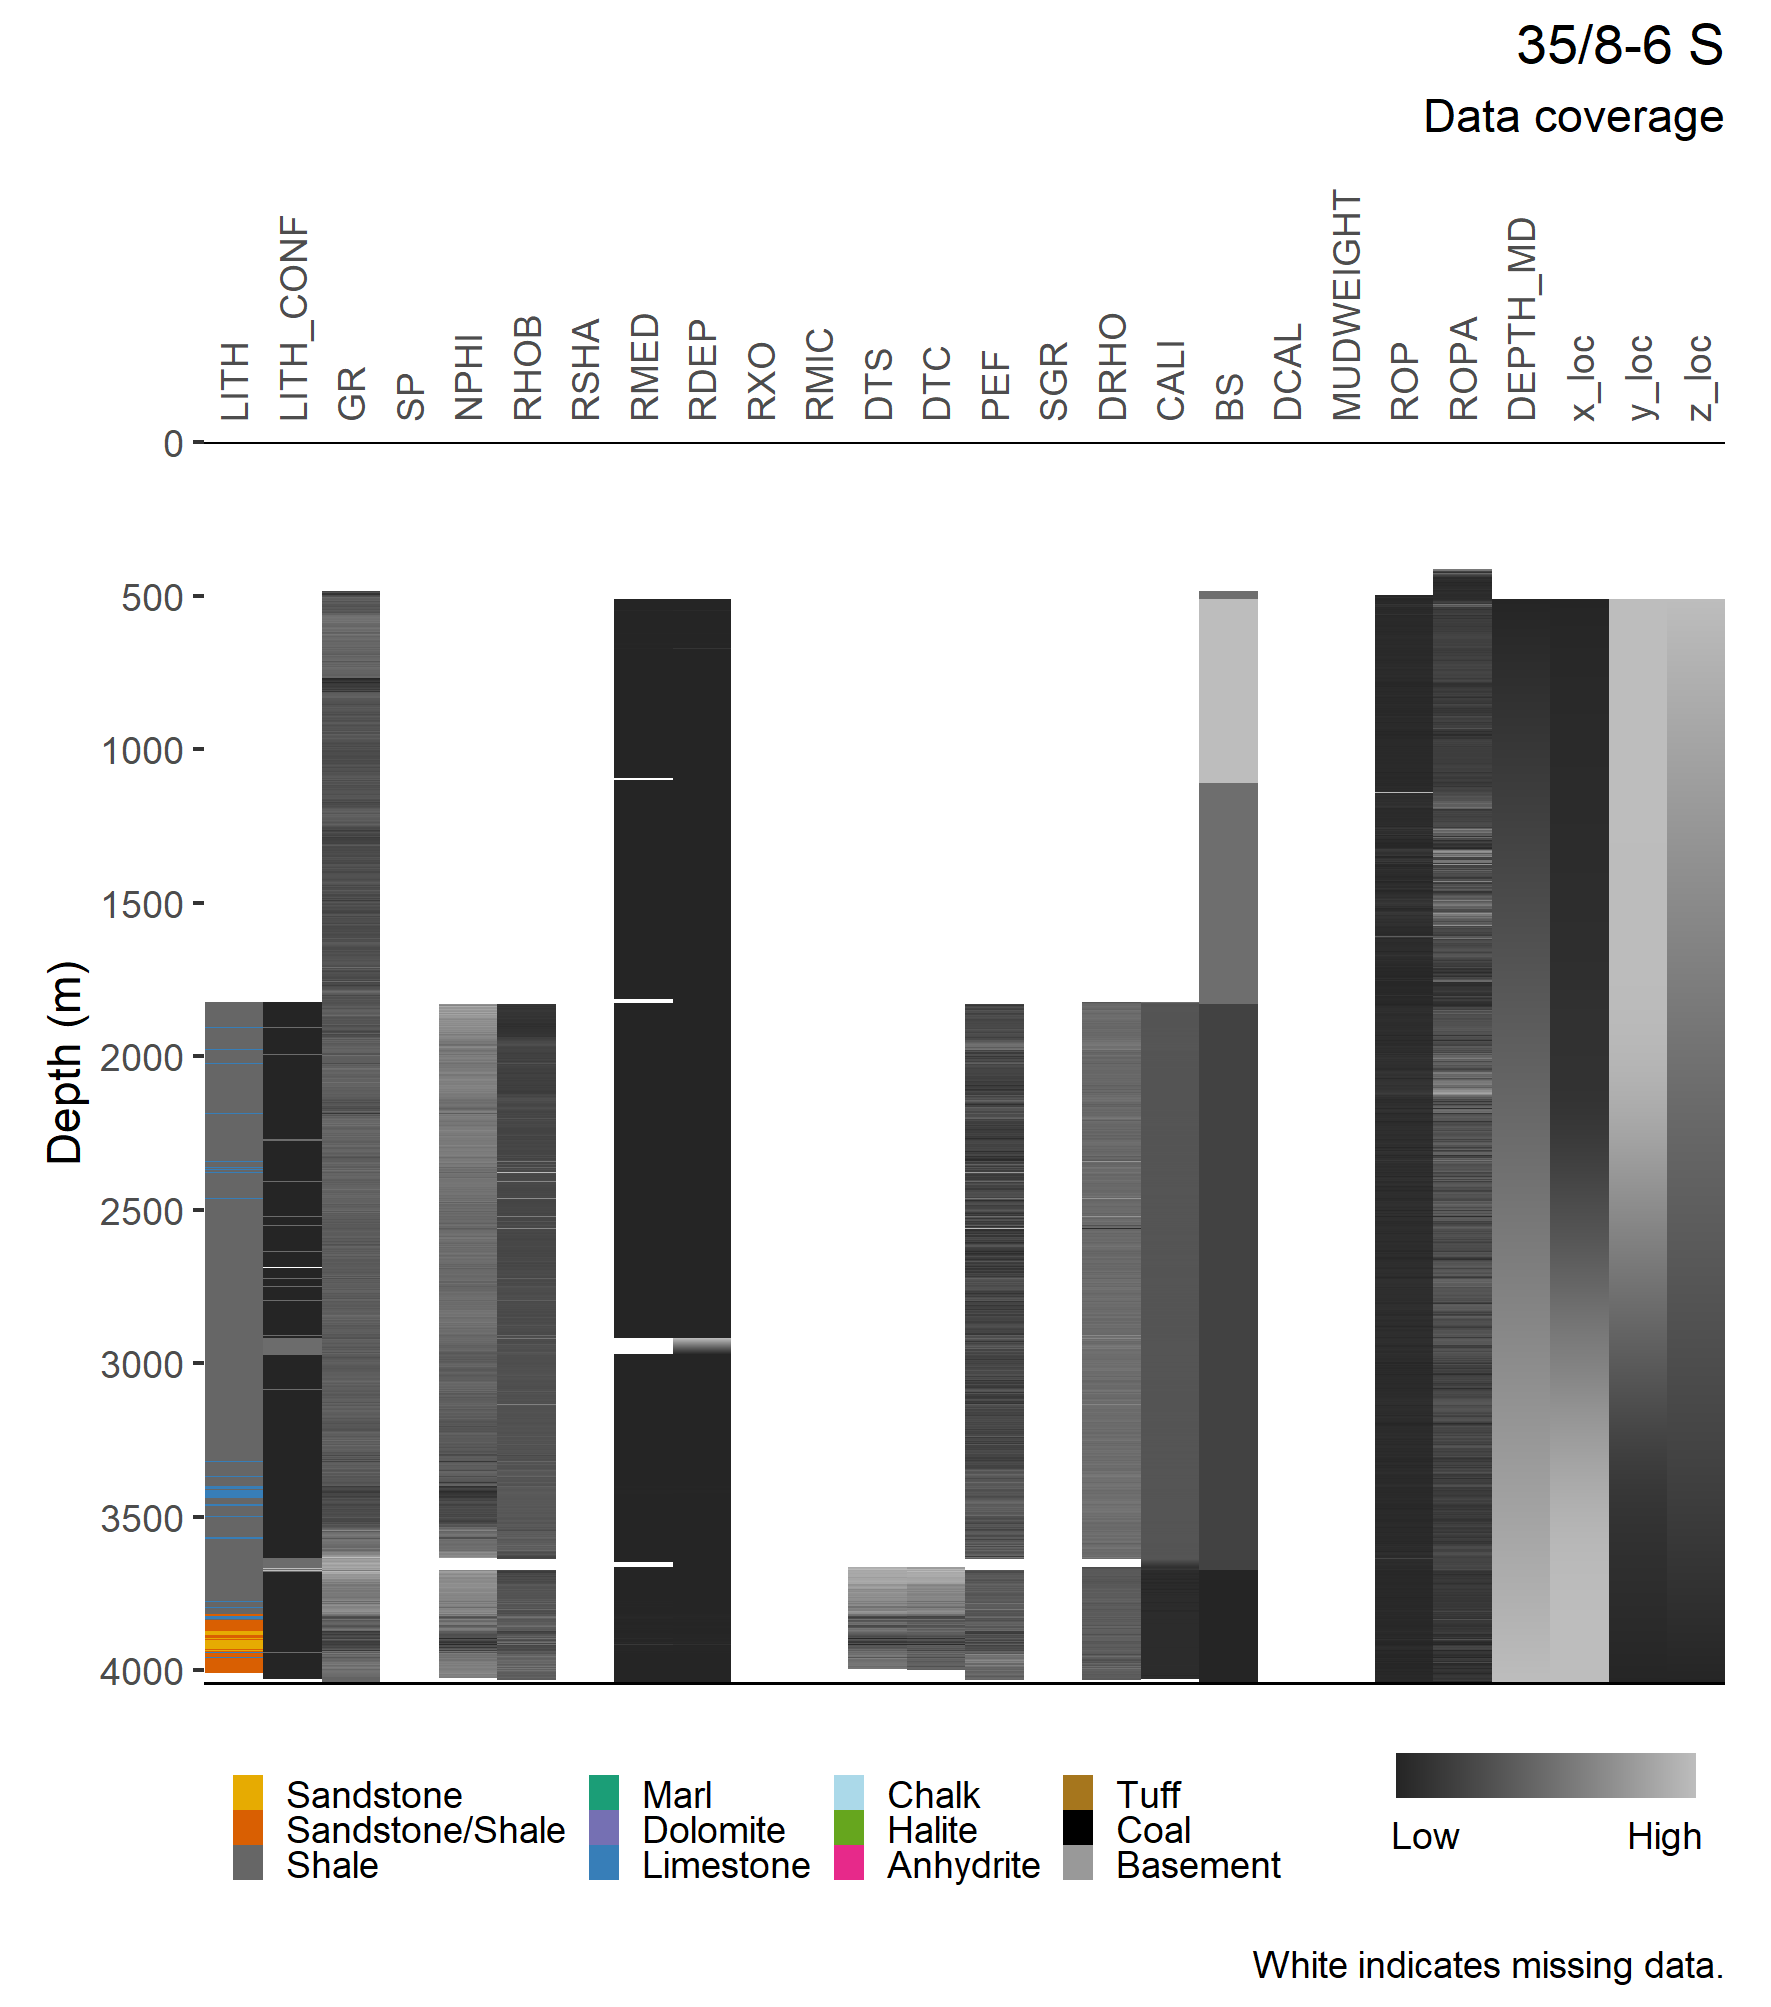 35/8-6 S
Data coverage
LITH
LITH_CONF
GR
SP
NPHI
RHOB
RSHA
RMED
RDEP
RXO
RMIC
DTS
DTC
PEF
SGR
DRHO
CALI
BS
DCAL
MUDWEIGHT
ROP
ROPA
DEPTH_MD
x_loc
y_loc
z_loc
0
500
1000
1500
2000
2500
3000
3500
4000
Depth (m)
Sandstone
Sandstone/Shale
Shale
Marl
Dolomite
Limestone
Chalk
Halite
Anhydrite
Tuff
Coal
Basement
Low High
White indicates missing data.